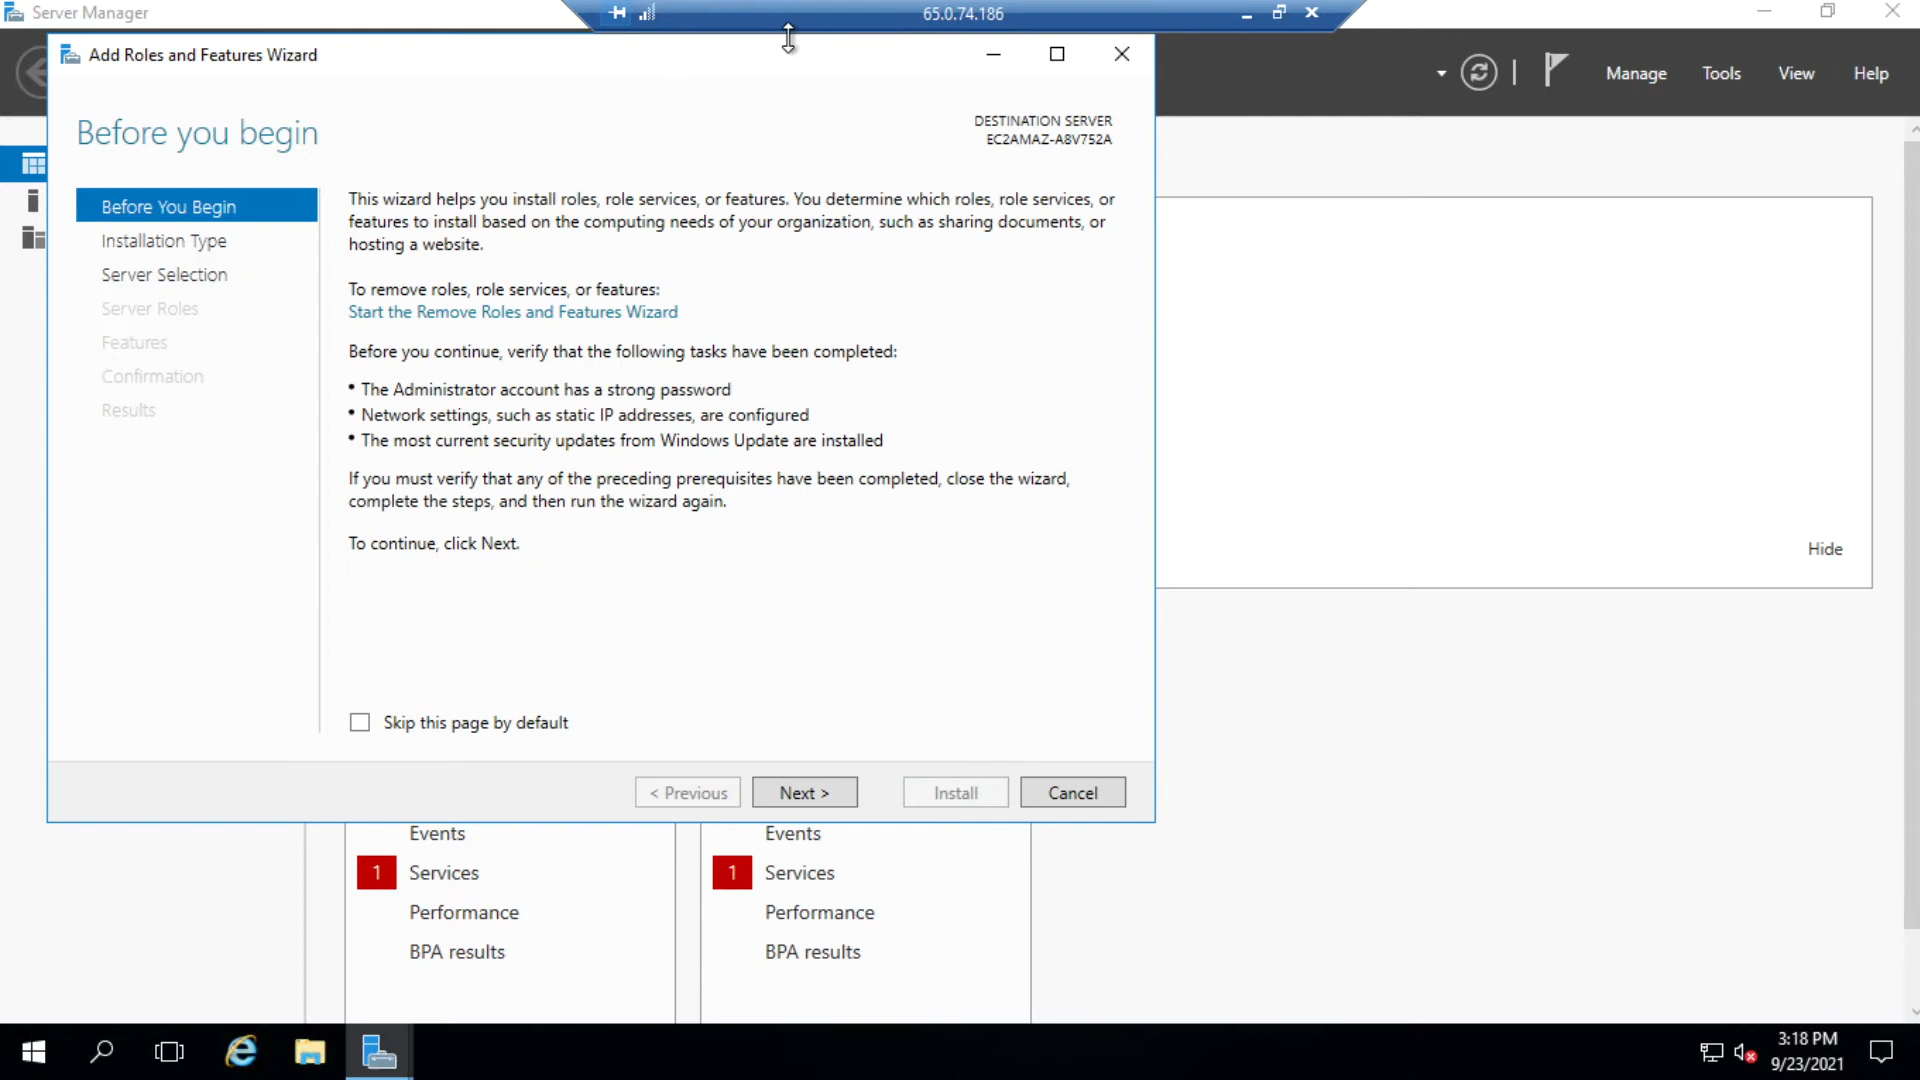 Server Manager
65.0.74.186
Add Roles and Features Wizard
Manage Tools View Help
Before you begin
DESTINATION SERVER
EC2AMAZ-A8V752A
Before You Begin
Installation Type
Server Selection
Server Roles
Features
Confirmation
Results
This wizard helps you install roles, role services, or features. You determine which roles, role services, or
features to install based on the computing needs of your organization, such as sharing documents, or
hosting a website.
To remove roles, role services, or features:
Start the Remove Roles and Features Wizard
Before you continue, verify that the following tasks have been completed:
• The Administrator account has a strong password
• Network settings, such as static IP addresses, are configured
• The most current security updates from Windows Update are installed
If you must verify that any of the preceding prerequisites have been completed, close the wizard,
complete the steps, and then run the wizard again.
To continue, click Next.
Hide
Skip this page by default
< Previous Next > Install Cancel
Events
1 Services
Performance
BPA results
Events
1 Services
Performance
BPA results
3:18 PM
9/23/2021